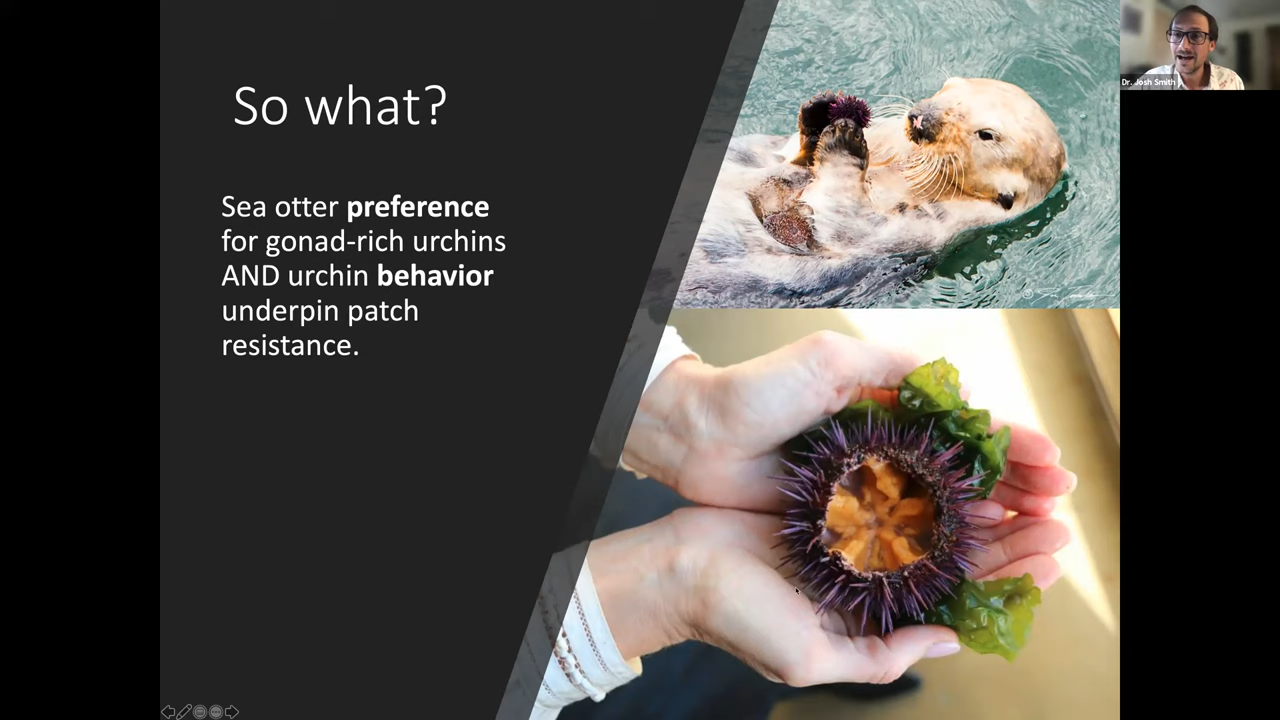 So what?
Sea otter preference
for gonad-rich urchins
AND urchin behavior
underpin patch
resistance.
Dr. Josh Smith